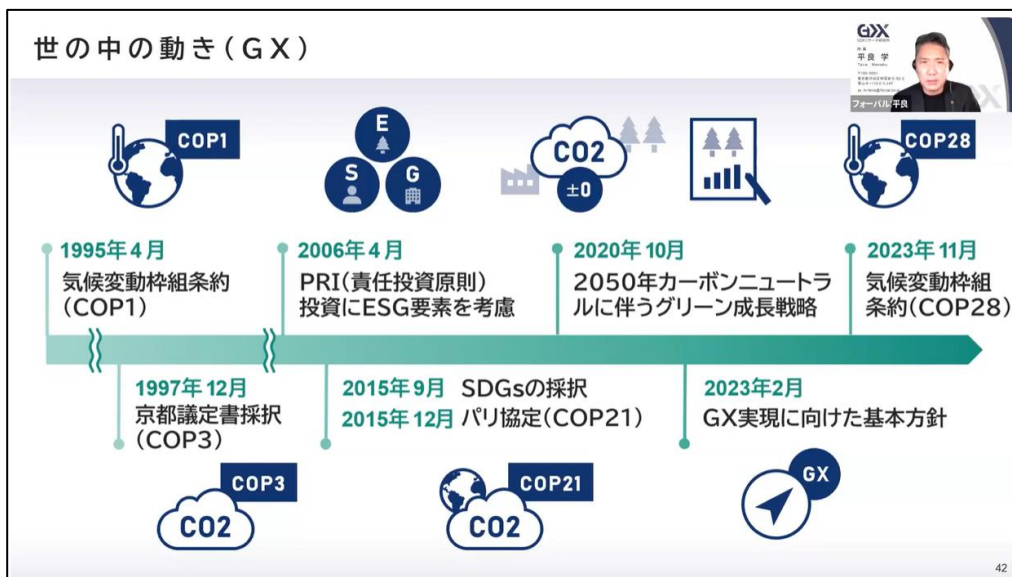 世の中の動き(GX)
GDX
所長
平良 学
フォーバル 平良
COP1
E
S
G
CO2
±0
COP28
1995年4月
気候変動枠組条約
(COP1)
2006年4月
PRI(責任投資原則)
投資にESG要素を考慮
2020年10月
2050年カーボンニュートラ
ルに伴うグリーン成長戦略
2023年11月
気候変動枠組
条約(COP28)
1997年12月
京都議定書採択
(COP3)
2015年9月 SDGsの採択
2015年12月 パリ協定(COP21)
2023年2月
GX実現に向けた基本方針
COP3
CO2
COP21
CO2
GX
42